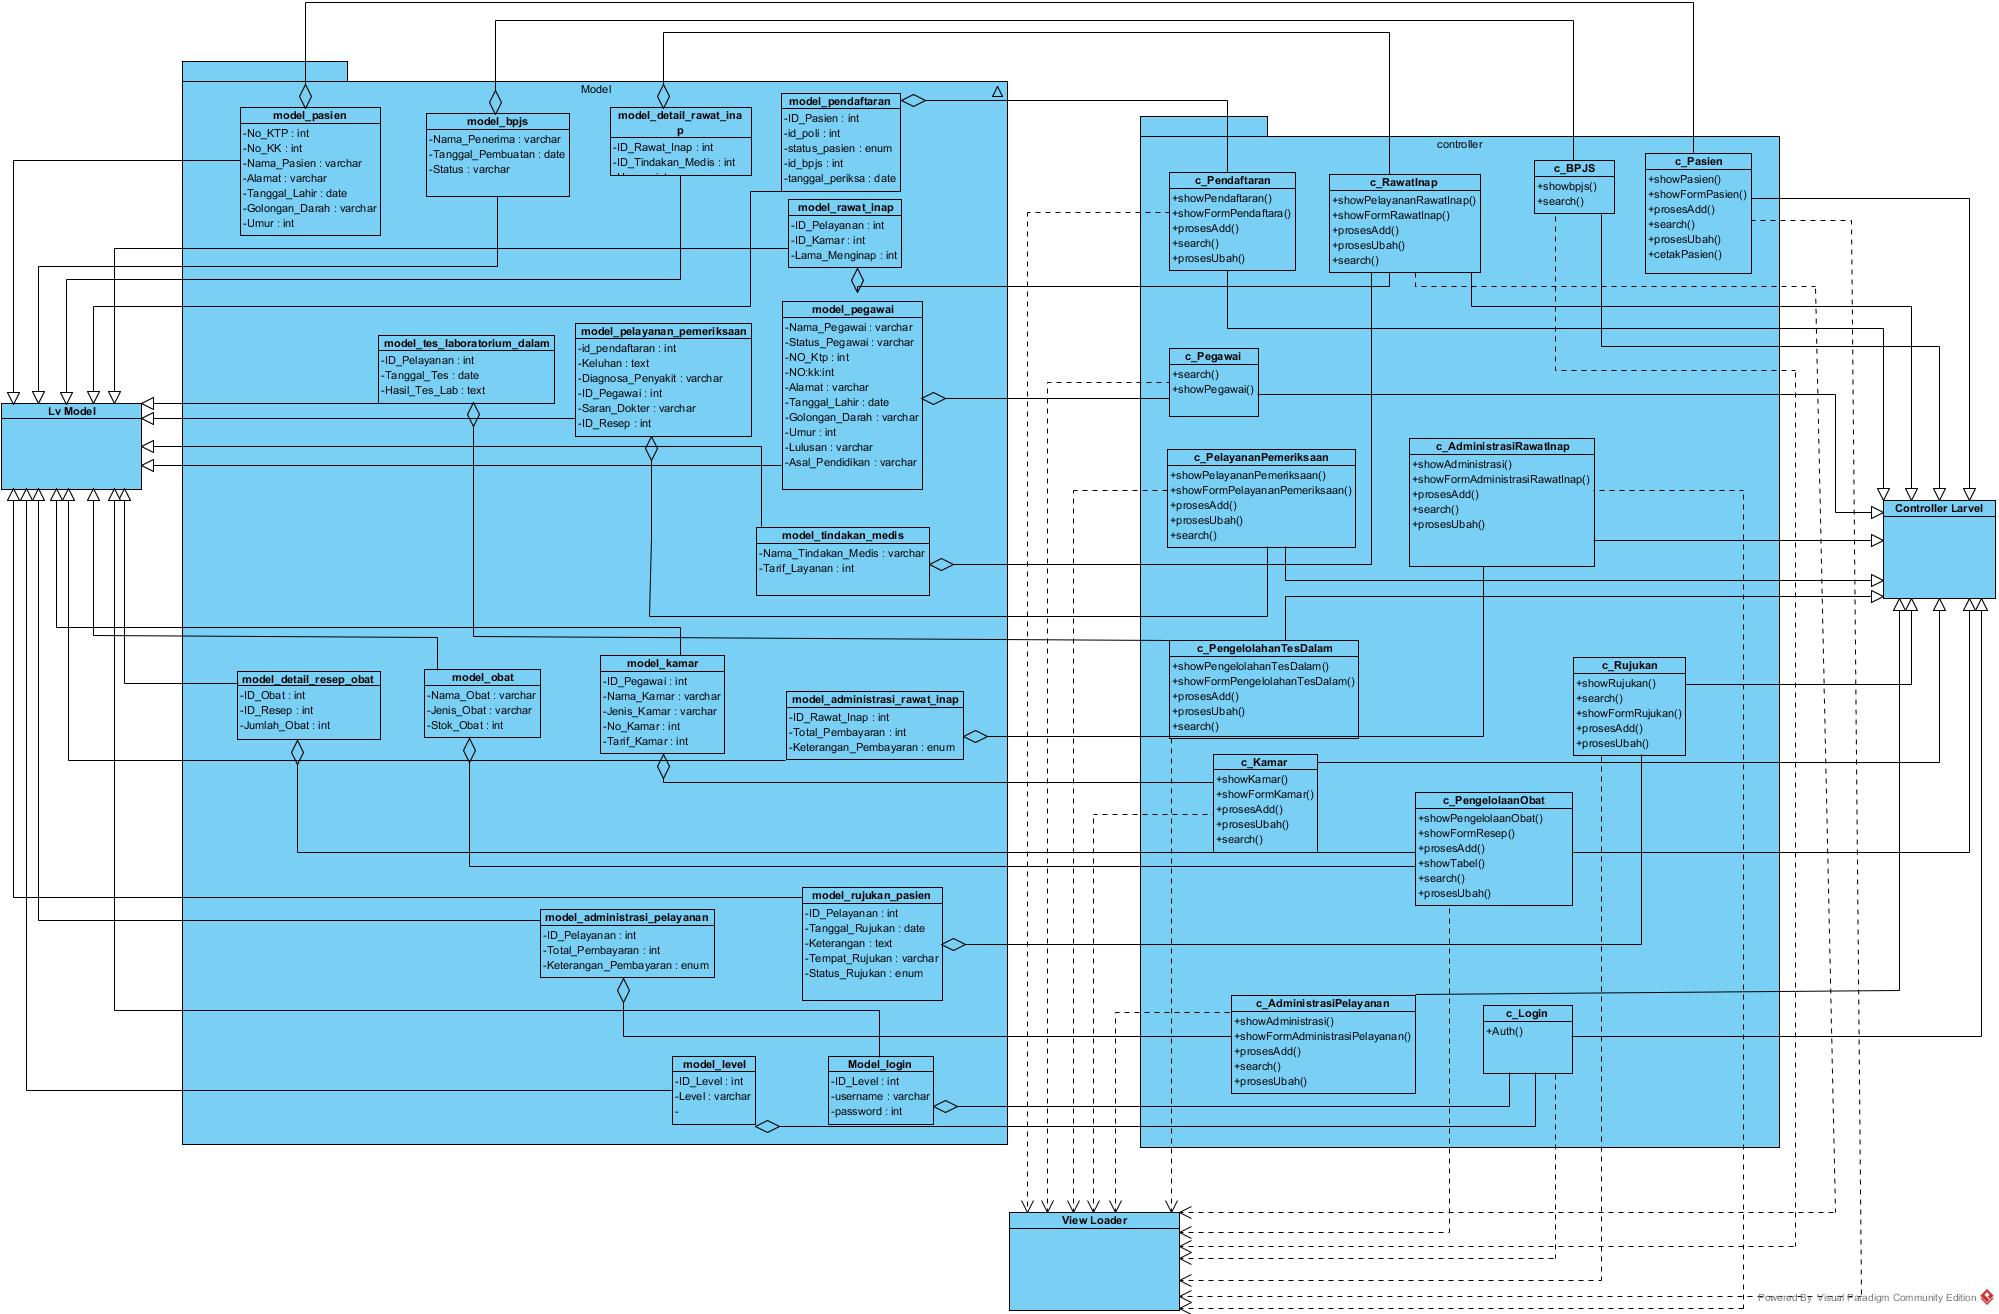 Model
model_pasien
-No_KTP : int
-No_KK : int
-Nama_Pasien : varchar
-Alamat : varchar
-Tanggal_Lahir : date
-Golongan_Darah : varchar
-Umur : int
model_bpjs
-Nama_Penerima : varchar
-Tanggal_Pembuatan : date
-Status : varchar
model_detail_rawat_ina
p
-ID_Rawat_Inap : int
-ID_Tindakan_Medis : int
model_pendaftaran
-ID_Pasien : int
-id_poli : int
-status_pasien : enum
-id_bpjs : int
-tanggal_periksa : date
model_rawat_inap
-ID_Pelayanan : int
-ID_Kamar : int
-Lama_Menginap : int
model_pegawai
-Nama_Pegawai : varchar
-Status_Pegawai : varchar
-NO_Ktp : int
-NO:kk:int
-Alamat : varchar
-Tanggal_Lahir : date
-Golongan_Darah : varchar
-Umur : int
-Lulusan : varchar
-Asal_Pendidikan : varchar
model_tes_laboratorium_dalam
-ID_Pelayanan : int
-Tanggal_Tes : date
-Hasil_Tes_Lab : text
model_pelayanan_pemeriksaan
-id_pendaftaran : int
-Keluhan : text
-Diagnosa_Penyakit : varchar
-ID_Pegawai : int
-Saran_Dokter : varchar
-ID_Resep : int
Lv Model
model_tindakan_medis
-Nama_Tindakan_Medis : varchar
-Tarif_Layanan : int
model_detail_resep_obat
-ID_Obat : int
-ID_Resep : int
-Jumlah_Obat : int
model_obat
-Nama_Obat : varchar
-Jenis_Obat : varchar
-Stok_Obat : int
model_kamar
-ID_Pegawai : int
-Nama_Kamar : varchar
-Jenis_Kamar : varchar
-No_Kamar : int
-Tarif_Kamar : int
model_administrasi_rawat_inap
-ID_Rawat_Inap : int
-Total_Pembayaran : int
-Keterangan_Pembayaran : enum
model_rujukan_pasien
-ID_Pelayanan : int
-Tanggal_Rujukan : date
-Keterangan : text
-Tempat_Rujukan : varchar
-Status_Rujukan : enum
model_administrasi_pelayanan
-ID_Pelayanan : int
-Total_Pembayaran : int
-Keterangan_Pembayaran : enum
model_level
-ID_Level : int
-Level : varchar
-
Model_login
-ID_Level : int
-username : varchar
-password : int
controller
c_Pendaftaran
+showPendaftaran()
+showFormPendaftara()
+prosesAdd()
+search()
+prosesUbah()
c_RawatInap
+showPelayananRawatInap()
+showFormRawatInap()
+prosesAdd()
+prosesUbah()
+search()
c_BPJS
+showbpjs()
+search()
c_Pasien
+showPasien()
+showFormPasien()
+prosesAdd()
+search()
+prosesUbah()
+cetakPasien()
c_Pegawai
+search()
+showPegawai()
c_PelayananPemeriksaan
+showPelayananPemeriksaan()
+showFormPelayananPemeriksaan()
+prosesAdd()
+prosesUbah()
+search()
c_AdministrasiRawatInap
+showAdministrasi()
+showFormAdministrasiRawatInap()
+prosesAdd()
+search()
+prosesUbah()
Controller Larvel
c_PengelolahanTesDalam
+showPengelolahanTesDalam()
+showFormPengelolahanTesDalam()
+prosesAdd()
+prosesUbah()
+search()
c_Rujukan
+showRujukan()
+search()
+showFormRujukan()
+prosesAdd()
+prosesUbah()
c_Kamar
+showKamar()
+showFormKamar()
+prosesAdd()
+prosesUbah()
+search()
c_PengelolaanObat
+showPengelolaanObat()
+showFormResep()
+prosesAdd()
+showTabel()
+search()
+prosesUbah()
c_AdministrasiPelayanan
+showAdministrasi()
+showFormAdministrasiPelayanan()
+prosesAdd()
+search()
+prosesUbah()
c_Login
+Auth()
View Loader
Powered By Visual Paradigm Community Edition